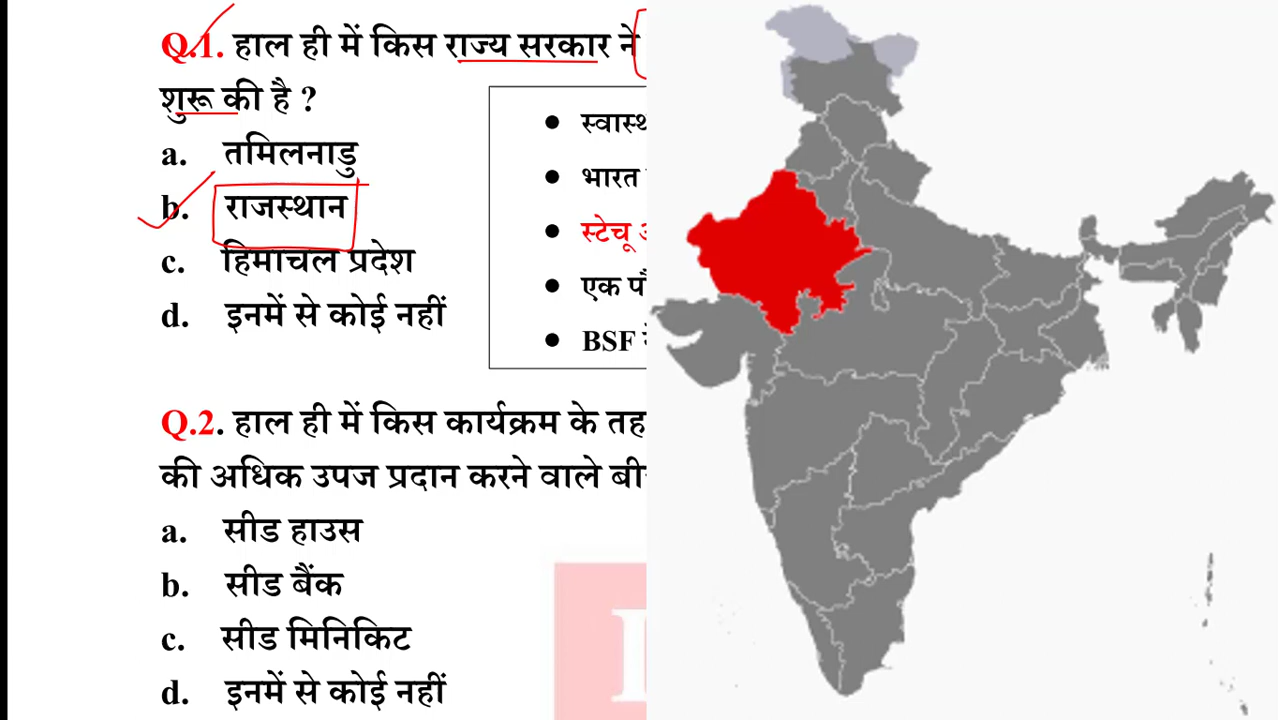 Q.1. हाल ही में किस राज्य सरकार ने
शुरू की है ?
a. तमिलनाडु
b. राजस्थान
c. हिमाचल प्रदेश
d. इनमें से कोई नहीं
भारत
स्टेचू
एक
BSF
Q.2. हाल ही में किस कार्यक्रम के तहत
की अधिक उपज प्रदान करने वाले
a. सीड हाउस
b. सीड बैंक
c. सीड मिनिकिट
d. इनमें से कोई नहीं